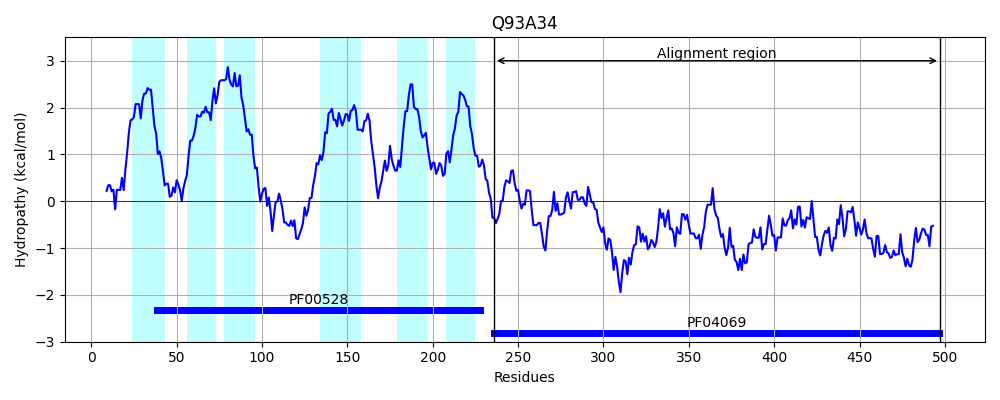 Q93A34
Hydropathy (kcal/mol)
3
2
1
0
−1
−2
−3
Alignment region
PF00528
PF04069
0 50 100 150 200 250 300 350 400 450 500
Residues